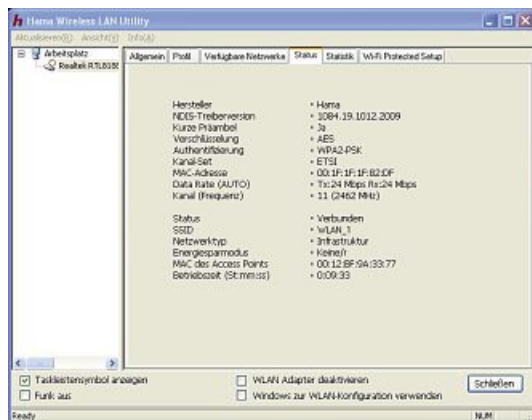 Hama Wireless LAN Utility
Aktualisieren(R) Ansicht(V) Info(A)
Arbeitsplatz
Realtek RTL8188
Allgemein Profil Verfügbare Netzwerke Status Statistik Wi-Fi Protected Setup
Hersteller • Hama
NDIS-Treiberversion • 1084.19.1012.2009
Kurze Präambel • Ja
Verschlüsselung • AES
Authentifizierung • WPA2-PSK
Kanal-Set • ETSI
MAC-Adresse • 00:1F:1F:1F:82:DF
Data Rate (AUTO) • Tx:24 Mbps Rx:24 Mbps
Kanal (Frequenz) • 11 (2462 MHz)
Status • Verbunden
SSID • WLAN_1
Netzwerktyp • Infrastruktur
Energiesparmodus • Keine/r
MAC des Access Points • 00:12:BF:9A:33:77
Betriebszeit (St:mm:ss) • 0:09:33
Taskleistensymbol anzeigen
WLAN Adapter deaktivieren
Schließen
Funk aus
Windows zur WLAN-Konfiguration verwenden
Ready NUM